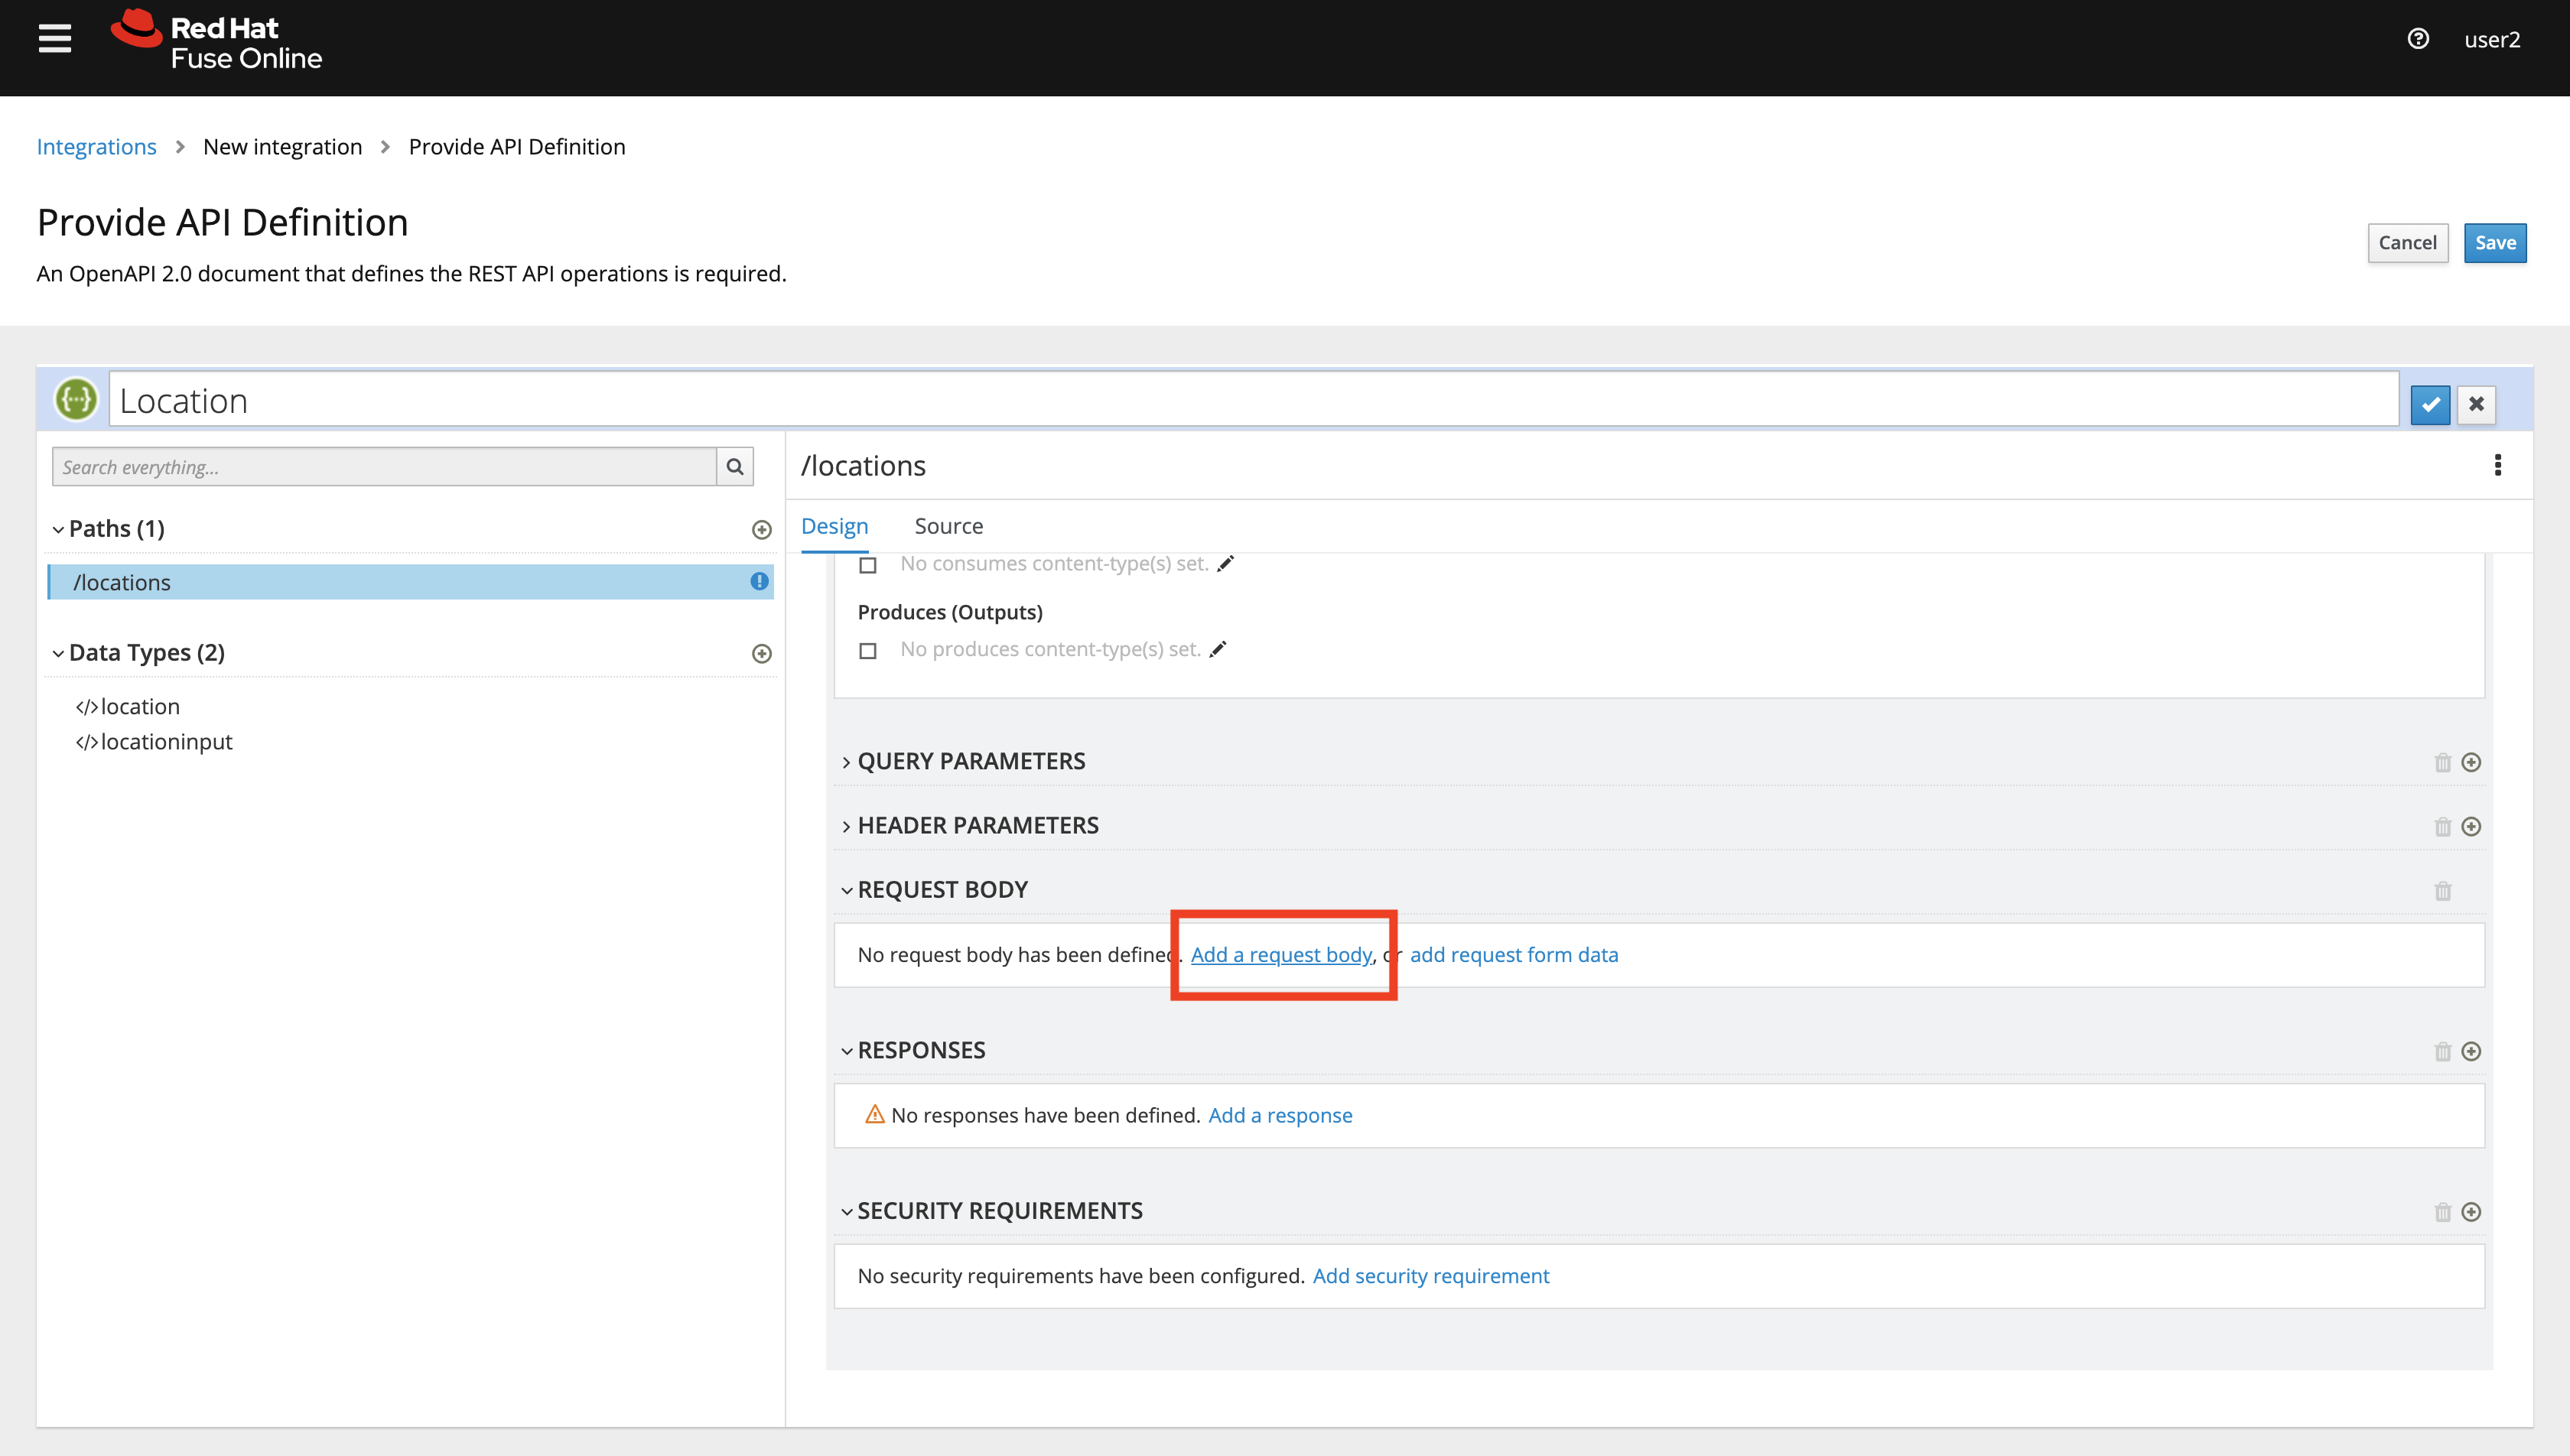 Red Hat
Fuse Online
user2
Integrations > New integration > Provide API Definition
Provide API Definition
Cancel
Save
An OpenAPI 2.0 document that defines the REST API operations is required.
Location
Search everything...
/locations
Design
Source
Paths (1)
/locations
Data Types (2)
</>location
</>locationinput
No consumes content-type(s) set.
Produces (Outputs)
No produces content-type(s) set.
QUERY PARAMETERS
HEADER PARAMETERS
REQUEST BODY
No request body has been defined. Add a request body, or add request form data
RESPONSES
No responses have been defined. Add a response
SECURITY REQUIREMENTS
No security requirements have been configured. Add security requirement